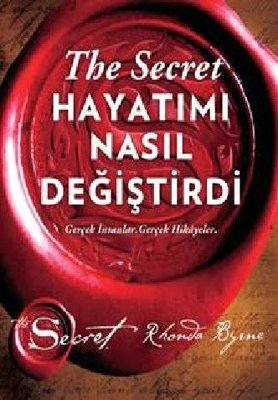 The Secret
HAYATIMI
NASIL
DEĞİŞTİRDİ
Gerçek İnsanlar. Gerçek Hikâyeler.
The Secret
Rhonda Byrne